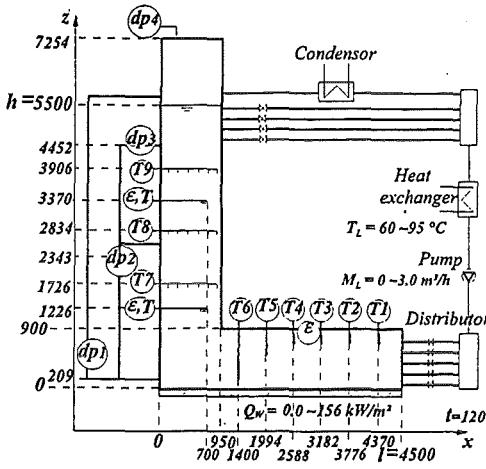 z
dp4
7254
Condensor
h=5500
4452
dp3
3906
T9
3370
ε,T
Heat
exchanger
T_L = 60 ~95 °C
2834
T8
2343
dp2
Pump
1726
T7
M_L = 0 ~3.0 m³/h
1226
ε,T
T6 T5 T4 T3 T2 T1
900
ε
Distributor
dp1
209
0
Q_W = 0.0 ~156 kW/m²
t=120
0 950 1994 3182 4370 x
700 1400 2588 3776 l=4500